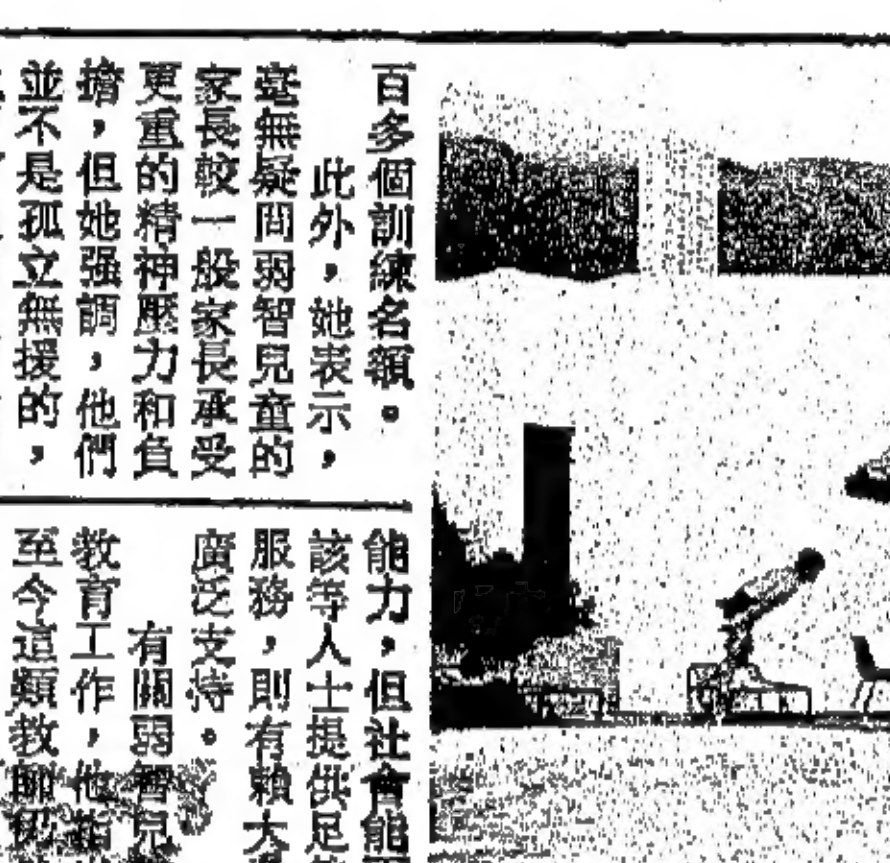 百多個訓練名額。
此外，她表示，
毫無疑問弱智兒童的
家長較一般家長承受
更重的精神壓力和負
擔，但她强調，他們
並不是孤立無援的，
能力，但社會能
該等人士提供足
服務，則有賴大
廣泛支持。
有關弱智兒
教育工作，他指
至今這類教師仍